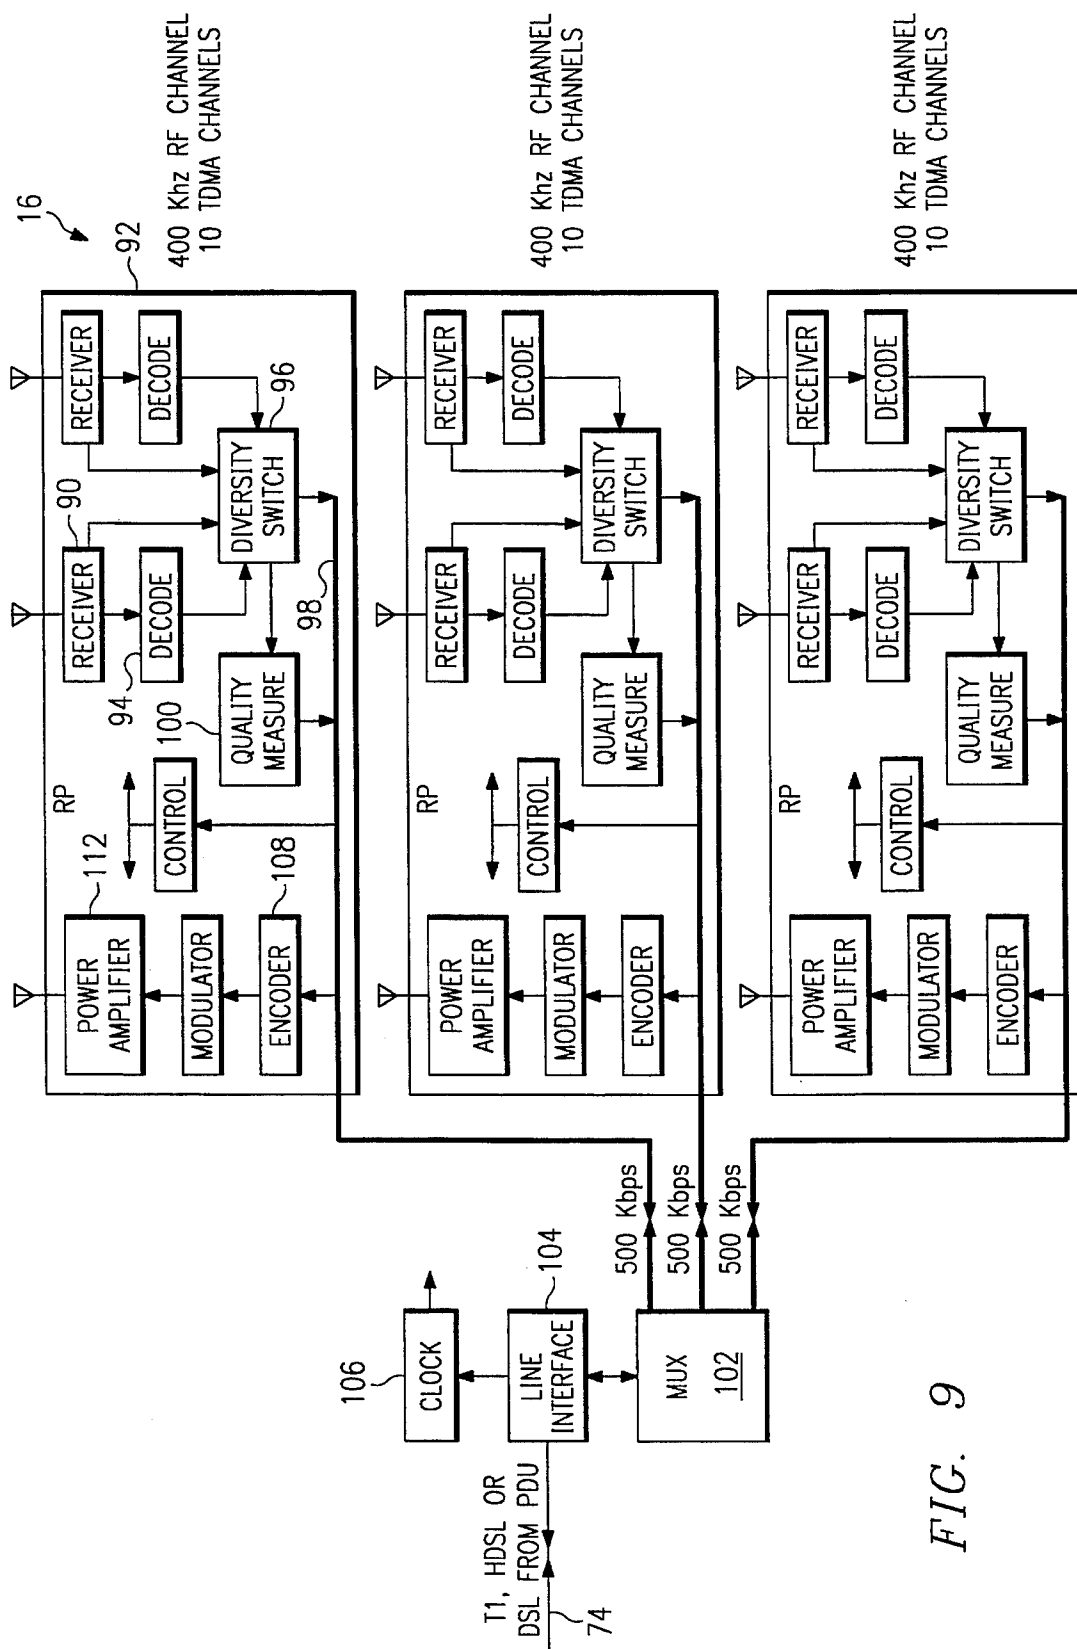 16
92
RECEIVER
DECODE
RECEIVER
90
DECODE
94
DIVERSITY
SWITCH
96
98
QUALITY
MEASURE
100
RP
CONTROL
POWER
AMPLIFIER
112
MODULATOR
ENCODER
108
400 Khz RF CHANNEL
10 TDMA CHANNELS
RECEIVER
DECODE
RECEIVER
DECODE
DIVERSITY
SWITCH
QUALITY
MEASURE
RP
CONTROL
POWER
AMPLIFIER
MODULATOR
ENCODER
400 Khz RF CHANNEL
10 TDMA CHANNELS
RECEIVER
DECODE
RECEIVER
DECODE
DIVERSITY
SWITCH
QUALITY
MEASURE
RP
CONTROL
POWER
AMPLIFIER
MODULATOR
ENCODER
400 Khz RF CHANNEL
10 TDMA CHANNELS
500 Kbps
500 Kbps
500 Kbps
106
CLOCK
104
LINE
INTERFACE
MUX
102
T1, HDSL OR
DSL FROM PDU
74
FIG. 9